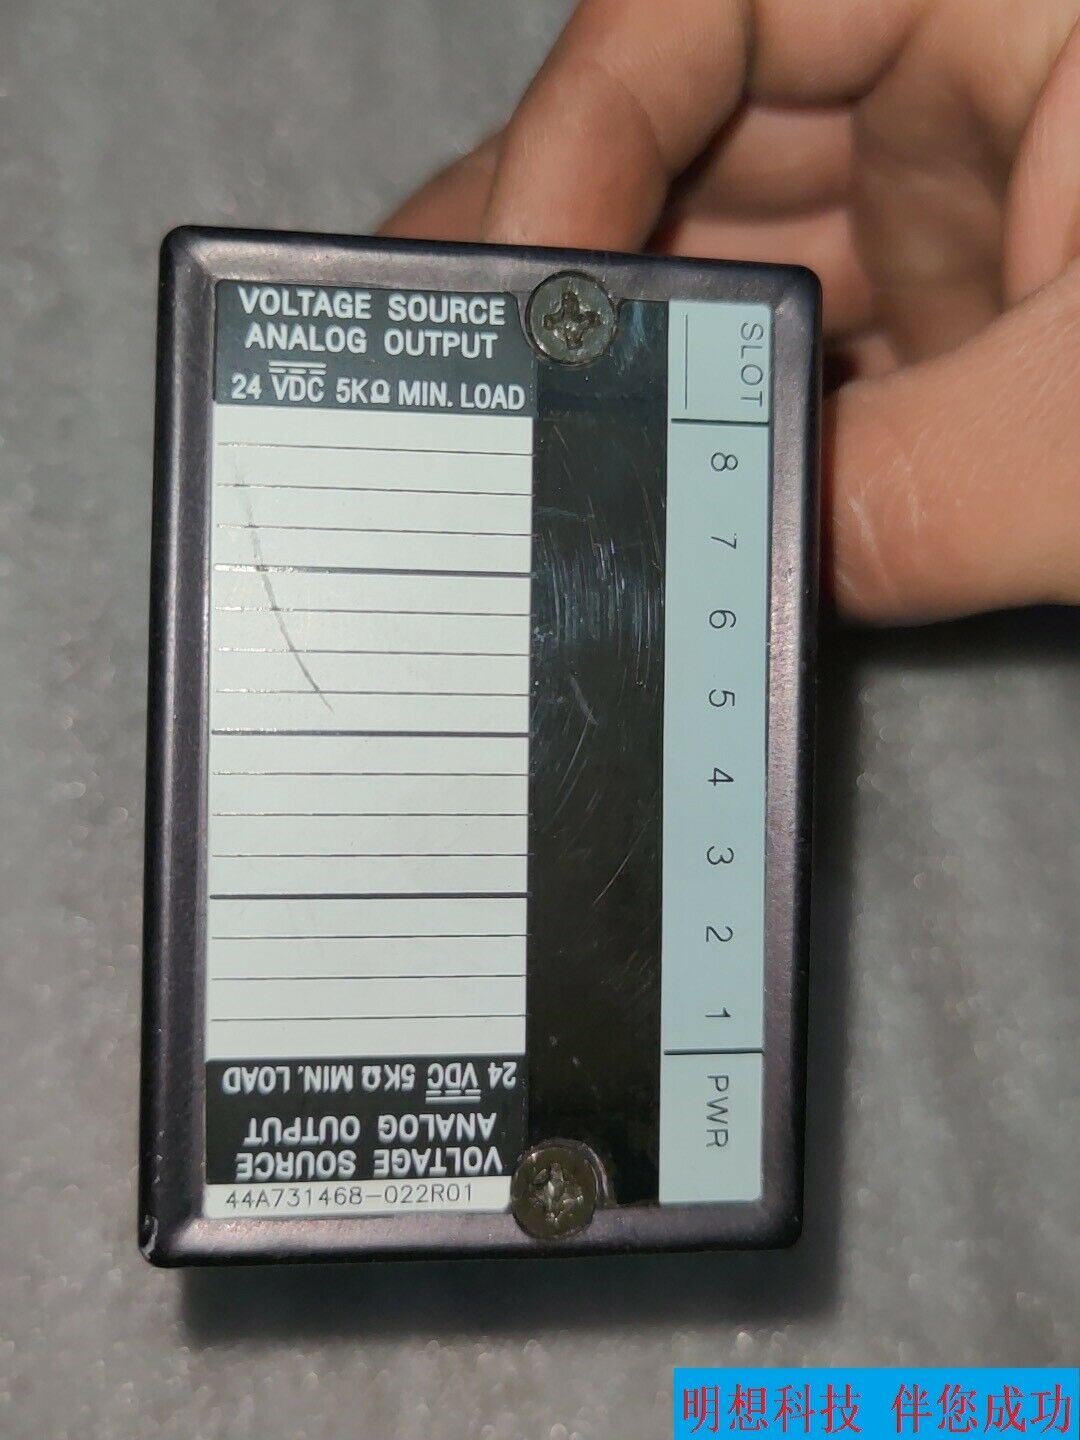 VOLTAGE SOURCE
ANALOG OUTPUT
24 VDC 5KΩ MIN. LOAD
SLOT
8
7
6
5
4
3
2
1
PWR
24 VDC 5KΩ MIN. LOAD
ANALOG OUTPUT
VOLTAGE SOURCE
44A731468-022R01
明想科技 伴您成功